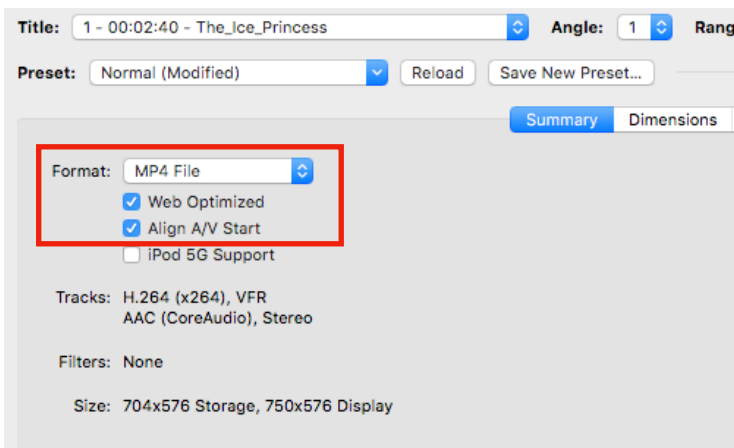 Title: 1 - 00:02:40 - The_Ice_Princess Angle: 1 Rang
Preset: Normal (Modified) Reload Save New Preset...
Summary Dimensions
Format: MP4 File
Web Optimized
Align A/V Start
iPod 5G Support
Tracks: H.264 (x264), VFR
AAC (CoreAudio), Stereo
Filters: None
Size: 704x576 Storage, 750x576 Display